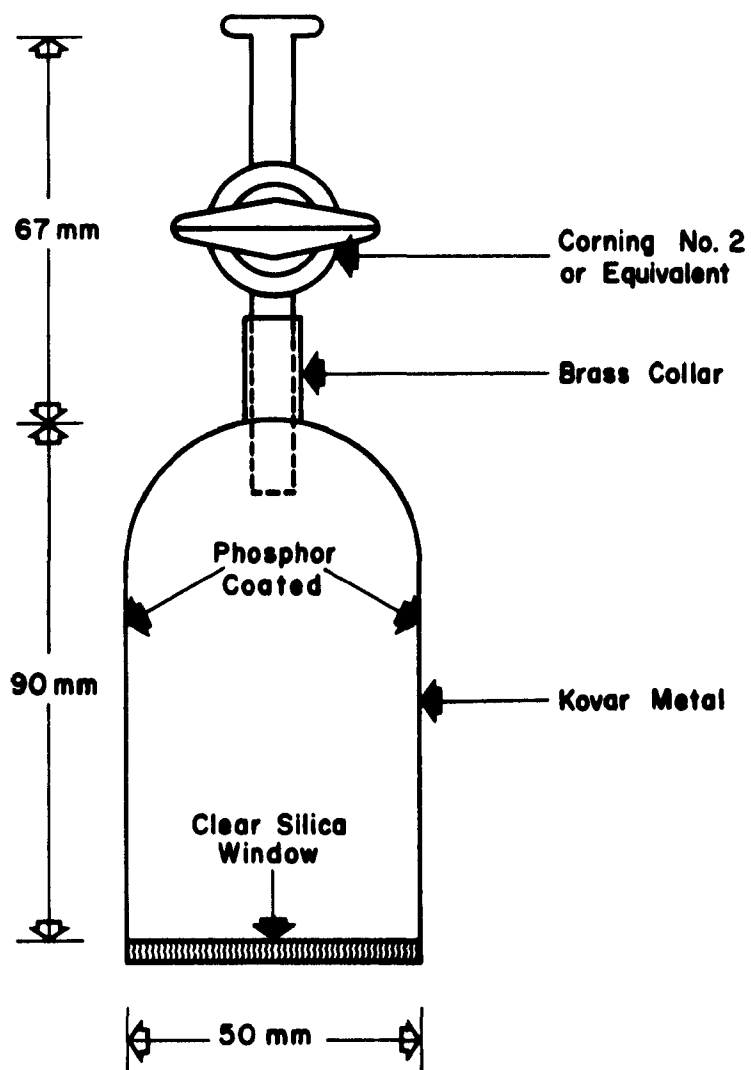 67 mm
Corning No. 2
or Equivalent
Brass Collar
Phosphor
Coated
90 mm
Kovar Metal
Clear Silica
Window
50 mm